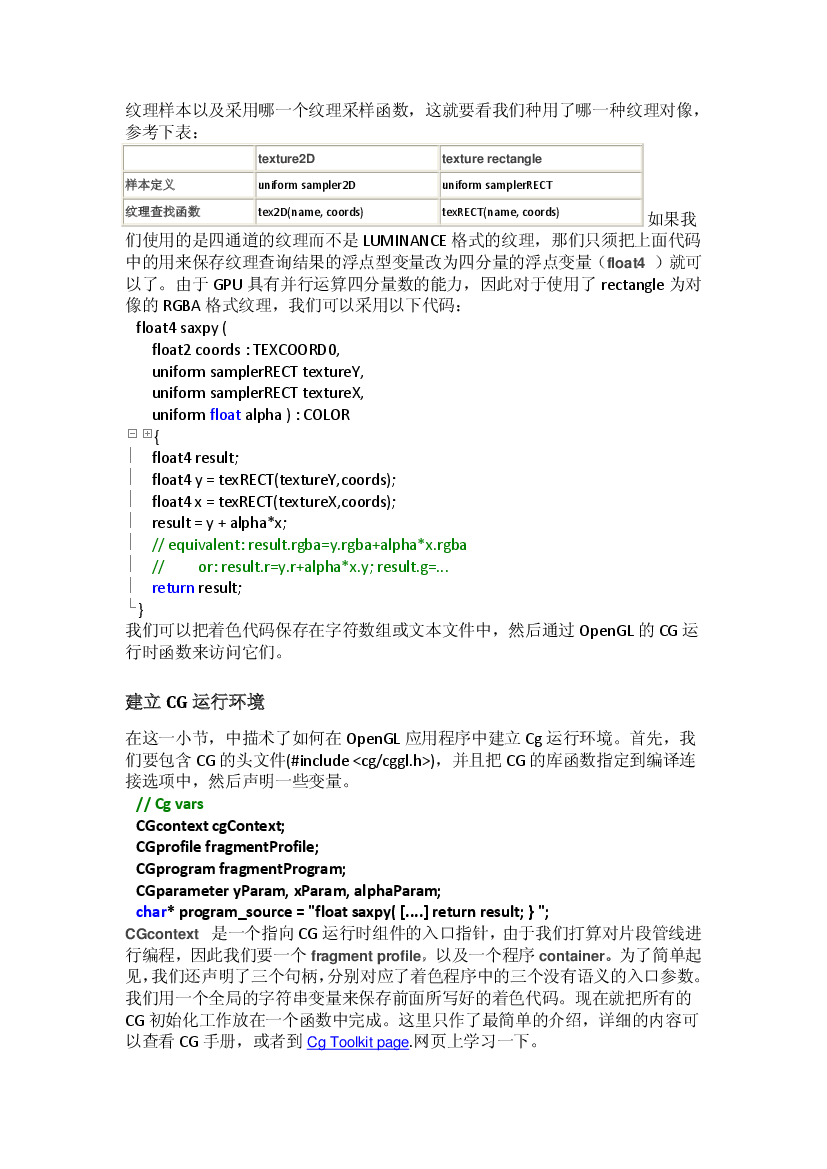 纹理样本以及采用哪一个纹理采样函数，这就要看我们种用了哪一种纹理对像，
参考下表：
texture2D texture rectangle
样本定义 uniform sampler2D uniform samplerRECT
纹理查找函数 tex2D(name, coords) texRECT(name, coords) 如果我
们使用的是四通道的纹理而不是 LUMINANCE 格式的纹理，那们只须把上面代码
中的用来保存纹理查询结果的浮点型变量改为四分量的浮点变量（float4 ）就可
以了。由于 GPU 具有并行运算四分量数的能力，因此对于使用了 rectangle 为对
像的 RGBA 格式纹理，我们可以采用以下代码：
float4 saxpy (
float2 coords : TEXCOORD0,
uniform samplerRECT textureY,
uniform samplerRECT textureX,
uniform float alpha ) : COLOR
{
float4 result;
float4 y = texRECT(textureY,coords);
float4 x = texRECT(textureX,coords);
result = y + alpha*x;
// equivalent: result.rgba=y.rgba+alpha*x.rgba
// or: result.r=y.r+alpha*x.y; result.g=...
return result;
}
我们可以把着色代码保存在字符数组或文本文件中，然后通过 OpenGL 的 CG 运
行时函数来访问它们。
建立 CG 运行环境
在这一小节，中描术了如何在 OpenGL 应用程序中建立 Cg 运行环境。首先，我
们要包含 CG 的头文件(#include <cg/cggl.h>)，并且把 CG 的库函数指定到编译连
接选项中，然后声明一些变量。
// Cg vars
CGcontext cgContext;
CGprofile fragmentProfile;
CGprogram fragmentProgram;
CGparameter yParam, xParam, alphaParam;
char* program_source = "float saxpy( [....] return result; } ";
CGcontext 是一个指向 CG 运行时组件的入口指针，由于我们打算对片段管线进
行编程，因此我们要一个 fragment profile，以及一个程序 container。为了简单起
见，我们还声明了三个句柄，分别对应了着色程序中的三个没有语义的入口参数。
我们用一个全局的字符串变量来保存前面所写好的着色代码。现在就把所有的
CG 初始化工作放在一个函数中完成。这里只作了最简单的介绍，详细的内容可
以查看 CG 手册，或者到 Cg Toolkit page.网页上学习一下。